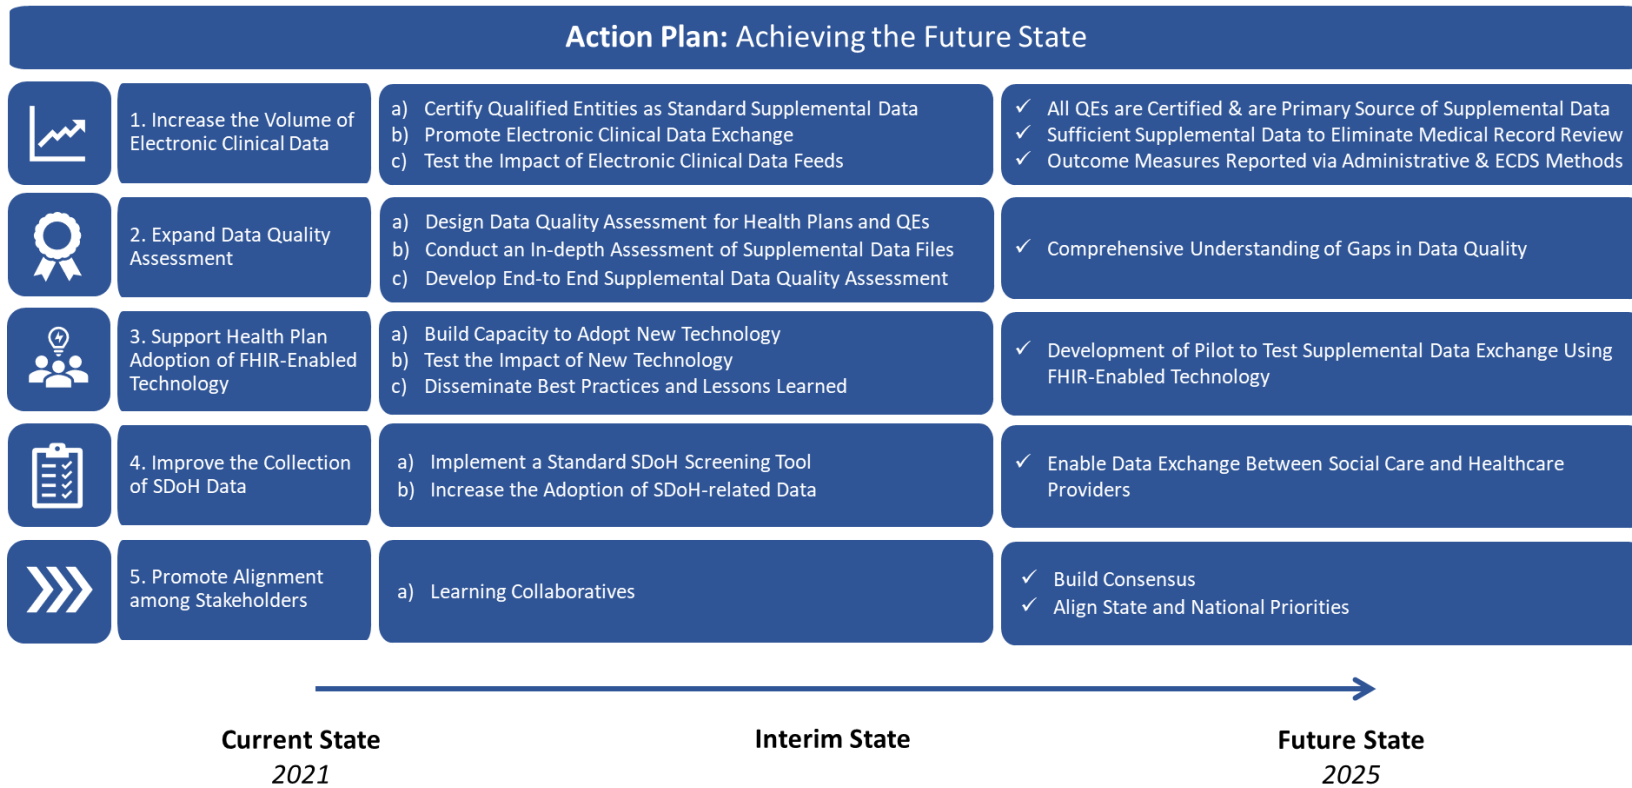 Action Plan: Achieving the Future State
1. Increase the Volume of
Electronic Clinical Data
a) Certify Qualified Entities as Standard Supplemental Data
b) Promote Electronic Clinical Data Exchange
c) Test the Impact of Electronic Clinical Data Feeds
✓ All QEs are Certified & are Primary Source of Supplemental Data
✓ Sufficient Supplemental Data to Eliminate Medical Record Review
✓ Outcome Measures Reported via Administrative & ECDS Methods
2. Expand Data Quality
Assessment
a) Design Data Quality Assessment for Health Plans and QEs
b) Conduct an In-depth Assessment of Supplemental Data Files
c) Develop End-to End Supplemental Data Quality Assessment
✓ Comprehensive Understanding of Gaps in Data Quality
3. Support Health Plan
Adoption of FHIR-Enabled
Technology
a) Build Capacity to Adopt New Technology
b) Test the Impact of New Technology
c) Disseminate Best Practices and Lessons Learned
✓ Development of Pilot to Test Supplemental Data Exchange Using
FHIR-Enabled Technology
4. Improve the Collection
of SDoH Data
a) Implement a Standard SDoH Screening Tool
b) Increase the Adoption of SDoH-related Data
✓ Enable Data Exchange Between Social Care and Healthcare
Providers
5. Promote Alignment
among Stakeholders
a) Learning Collaboratives
✓ Build Consensus
✓ Align State and National Priorities
Current State
2021
Interim State
Future State
2025